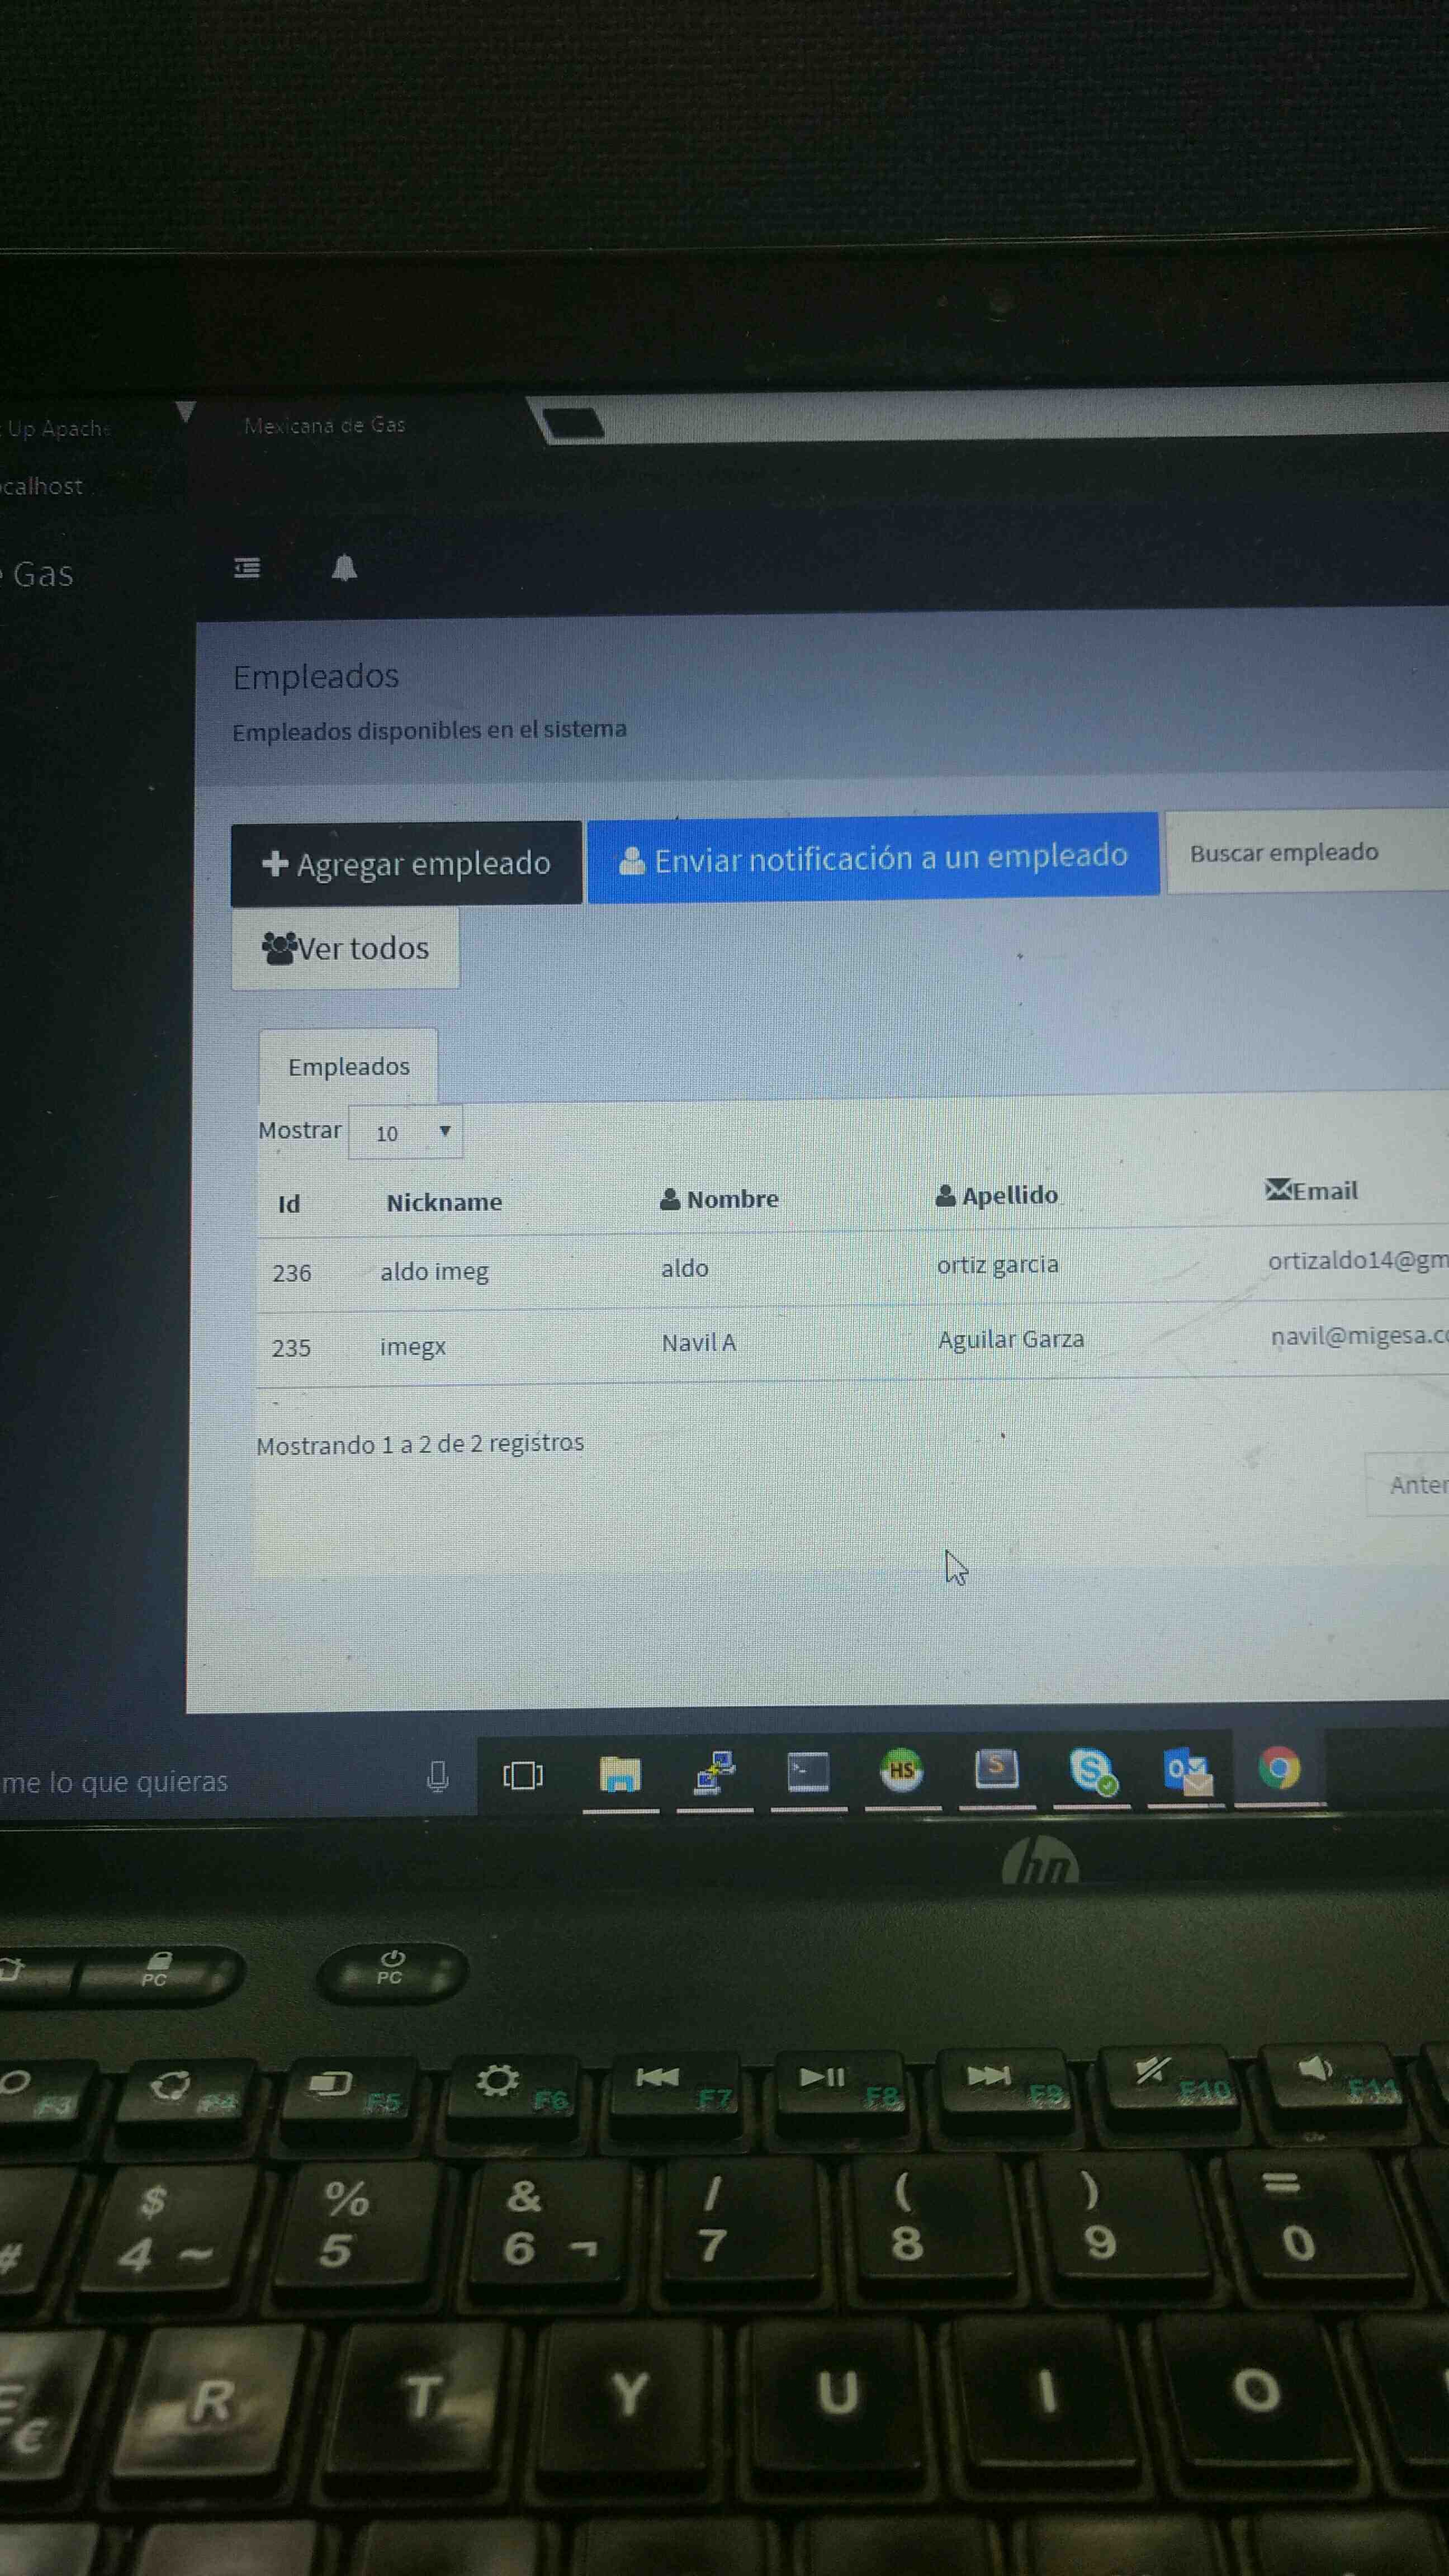 Up Apache
Mexicana de Gas
ocalhost
Gas
Empleados
Empleados disponibles en el sistema
Agregar empleado
Enviar notificación a un empleado
Buscar empleado
Ver todos
Empleados
Mostrar 10
Id Nickname Nombre Apellido Email
236 aldo imeg aldo ortiz garcia ortizaldo14@gm
235 imegx Navil A Aguilar Garza navil@migesa.co
Mostrando 1 a 2 de 2 registros
Anter
me lo que quieras
HS S S O
hp
PC PC
F3 F4 F5 F6 F7 F8 F9 F10 F11
$ % & / ( ) =
# 4 ~ 5 6 ¬ 7 8 9 0
R T Y U I O
€